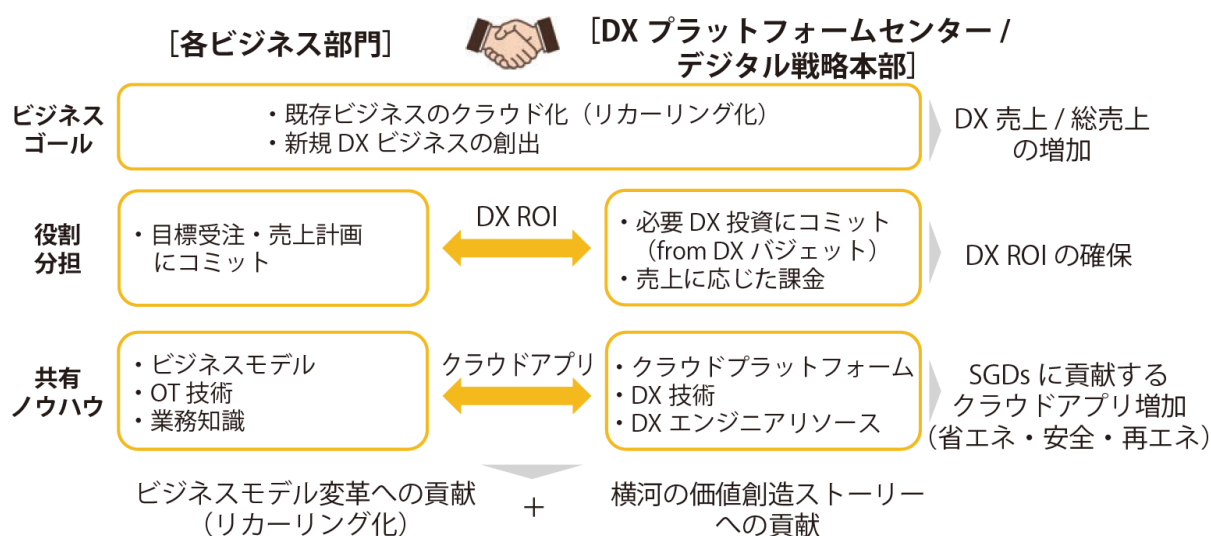 ［各ビジネス部門］
［DX プラットフォームセンター /
デジタル戦略本部］
ビジネス
ゴール
・既存ビジネスのクラウド化（リカーリング化）
・新規 DX ビジネスの創出
DX 売上 / 総売上
の増加
役割
分担
・目標受注・売上計画
にコミット
DX ROI
・必要 DX 投資にコミット
（from DX バジェット）
・売上に応じた課金
DX ROI の確保
共有
ノウハウ
・ビジネスモデル
・OT 技術
・業務知識
クラウドアプリ
・クラウドプラットフォーム
・DX 技術
・DX エンジニアリソース
SGDs に貢献する
クラウドアプリ増加
（省エネ・安全・再エネ）
ビジネスモデル変革への貢献
（リカーリング化）
+
横河の価値創造ストーリー
への貢献